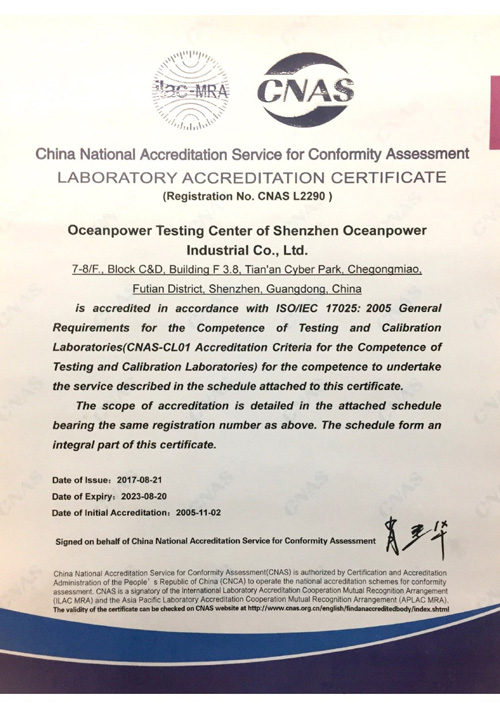 ilac-MRA
CNAS
China National Accreditation Service for Conformity Assessment
LABORATORY ACCREDITATION CERTIFICATE
(Registration No. CNAS L2290 )
Oceanpower Testing Center of Shenzhen Oceanpower
Industrial Co., Ltd.
7-8/F., Block C&D, Building F 3.8, Tian'an Cyber Park, Chegongmiao,
Futian District, Shenzhen, Guangdong, China
is accredited in accordance with ISO/IEC 17025: 2005 General
Requirements for the Competence of Testing and Calibration
Laboratories(CNAS-CL01 Accreditation Criteria for the Competence of
Testing and Calibration Laboratories) for the competence to undertake
the service described in the schedule attached to this certificate.
The scope of accreditation is detailed in the attached schedule
bearing the same registration number as above. The schedule form an
integral part of this certificate.
Date of Issue: 2017-08-21
Date of Expiry: 2023-08-20
Date of Initial Accreditation: 2005-11-02
Signed on behalf of China National Accreditation Service for Conformity Assessment
China National Accreditation Service for Conformity Assessment(CNAS) is authorized by Certification and Accreditation
Administration of the People's Republic of China (CNCA) to operate the national accreditation schemes for conformity
assessment. CNAS is a signatory of the International Laboratory Accreditation Cooperation Mutual Recognition Arrangement
(ILAC MRA) and the Asia Pacific Laboratory Accreditation Cooperation Mutual Recognition Arrangement (APLAC MRA).
The validity of the certificate can be checked on CNAS website at http://www.cnas.org.cn/english/findanaccreditedbody/index.shtml